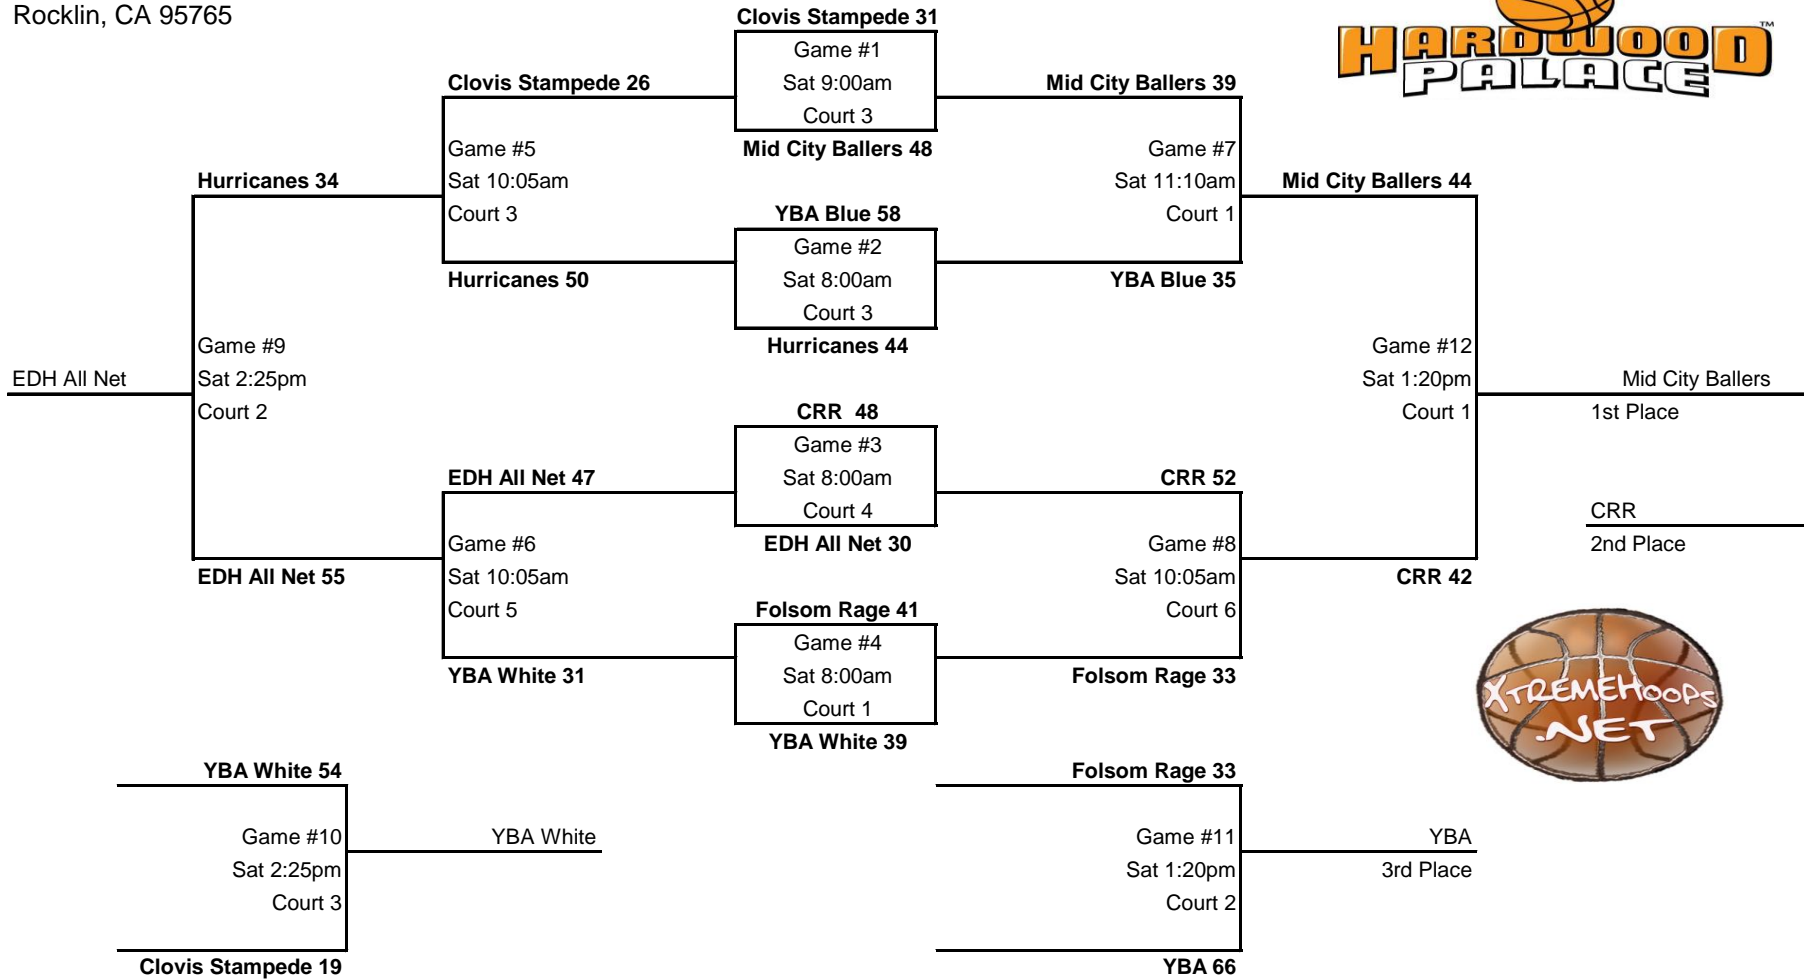 Rocklin, CA 95765
HARDWOOD
PALACE
TM
Clovis Stampede 31
Game #1
Sat 9:00am
Court 3
Mid City Ballers 48
Clovis Stampede 26
Game #5
Sat 10:05am
Court 3
Hurricanes 50
Mid City Ballers 39
Game #7
Sat 11:10am
Court 1
YBA Blue 35
Hurricanes 34
Game #9
Sat 2:25pm
Court 2
EDH All Net 55
EDH All Net
YBA Blue 58
Game #2
Sat 8:00am
Court 3
Hurricanes 44
Mid City Ballers 44
Game #12
Sat 1:20pm
Court 1
CRR 42
Mid City Ballers
1st Place
CRR
2nd Place
CRR  48
Game #3
Sat 8:00am
Court 4
EDH All Net 30
EDH All Net 47
Game #6
Sat 10:05am
Court 5
YBA White 31
CRR 52
Game #8
Sat 10:05am
Court 6
Folsom Rage 33
Folsom Rage 41
Game #4
Sat 8:00am
Court 1
YBA White 39
XTREMEHOOPS
.NET
YBA White 54
Game #10
Sat 2:25pm
Court 3
Clovis Stampede 19
YBA White
Folsom Rage 33
Game #11
Sat 1:20pm
Court 2
YBA 66
YBA
3rd Place